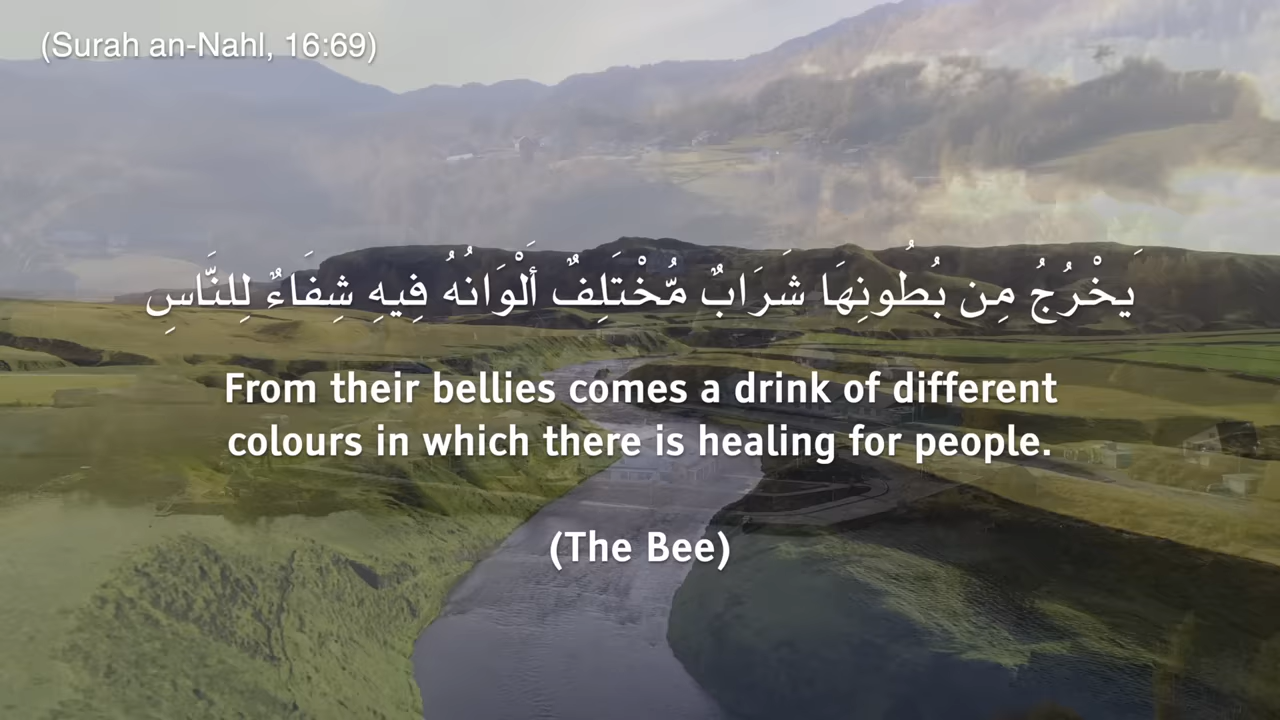 (Surah an-Nahl, 16:69)
يَخْرُجُ مِن بُطُونِهَا شَرَابٌ مُّخْتَلِفٌ أَلْوَانُهُ فِيهِ شِفَاءٌ لِلنَّاسِ
From their bellies comes a drink of different
colours in which there is healing for people.
(The Bee)